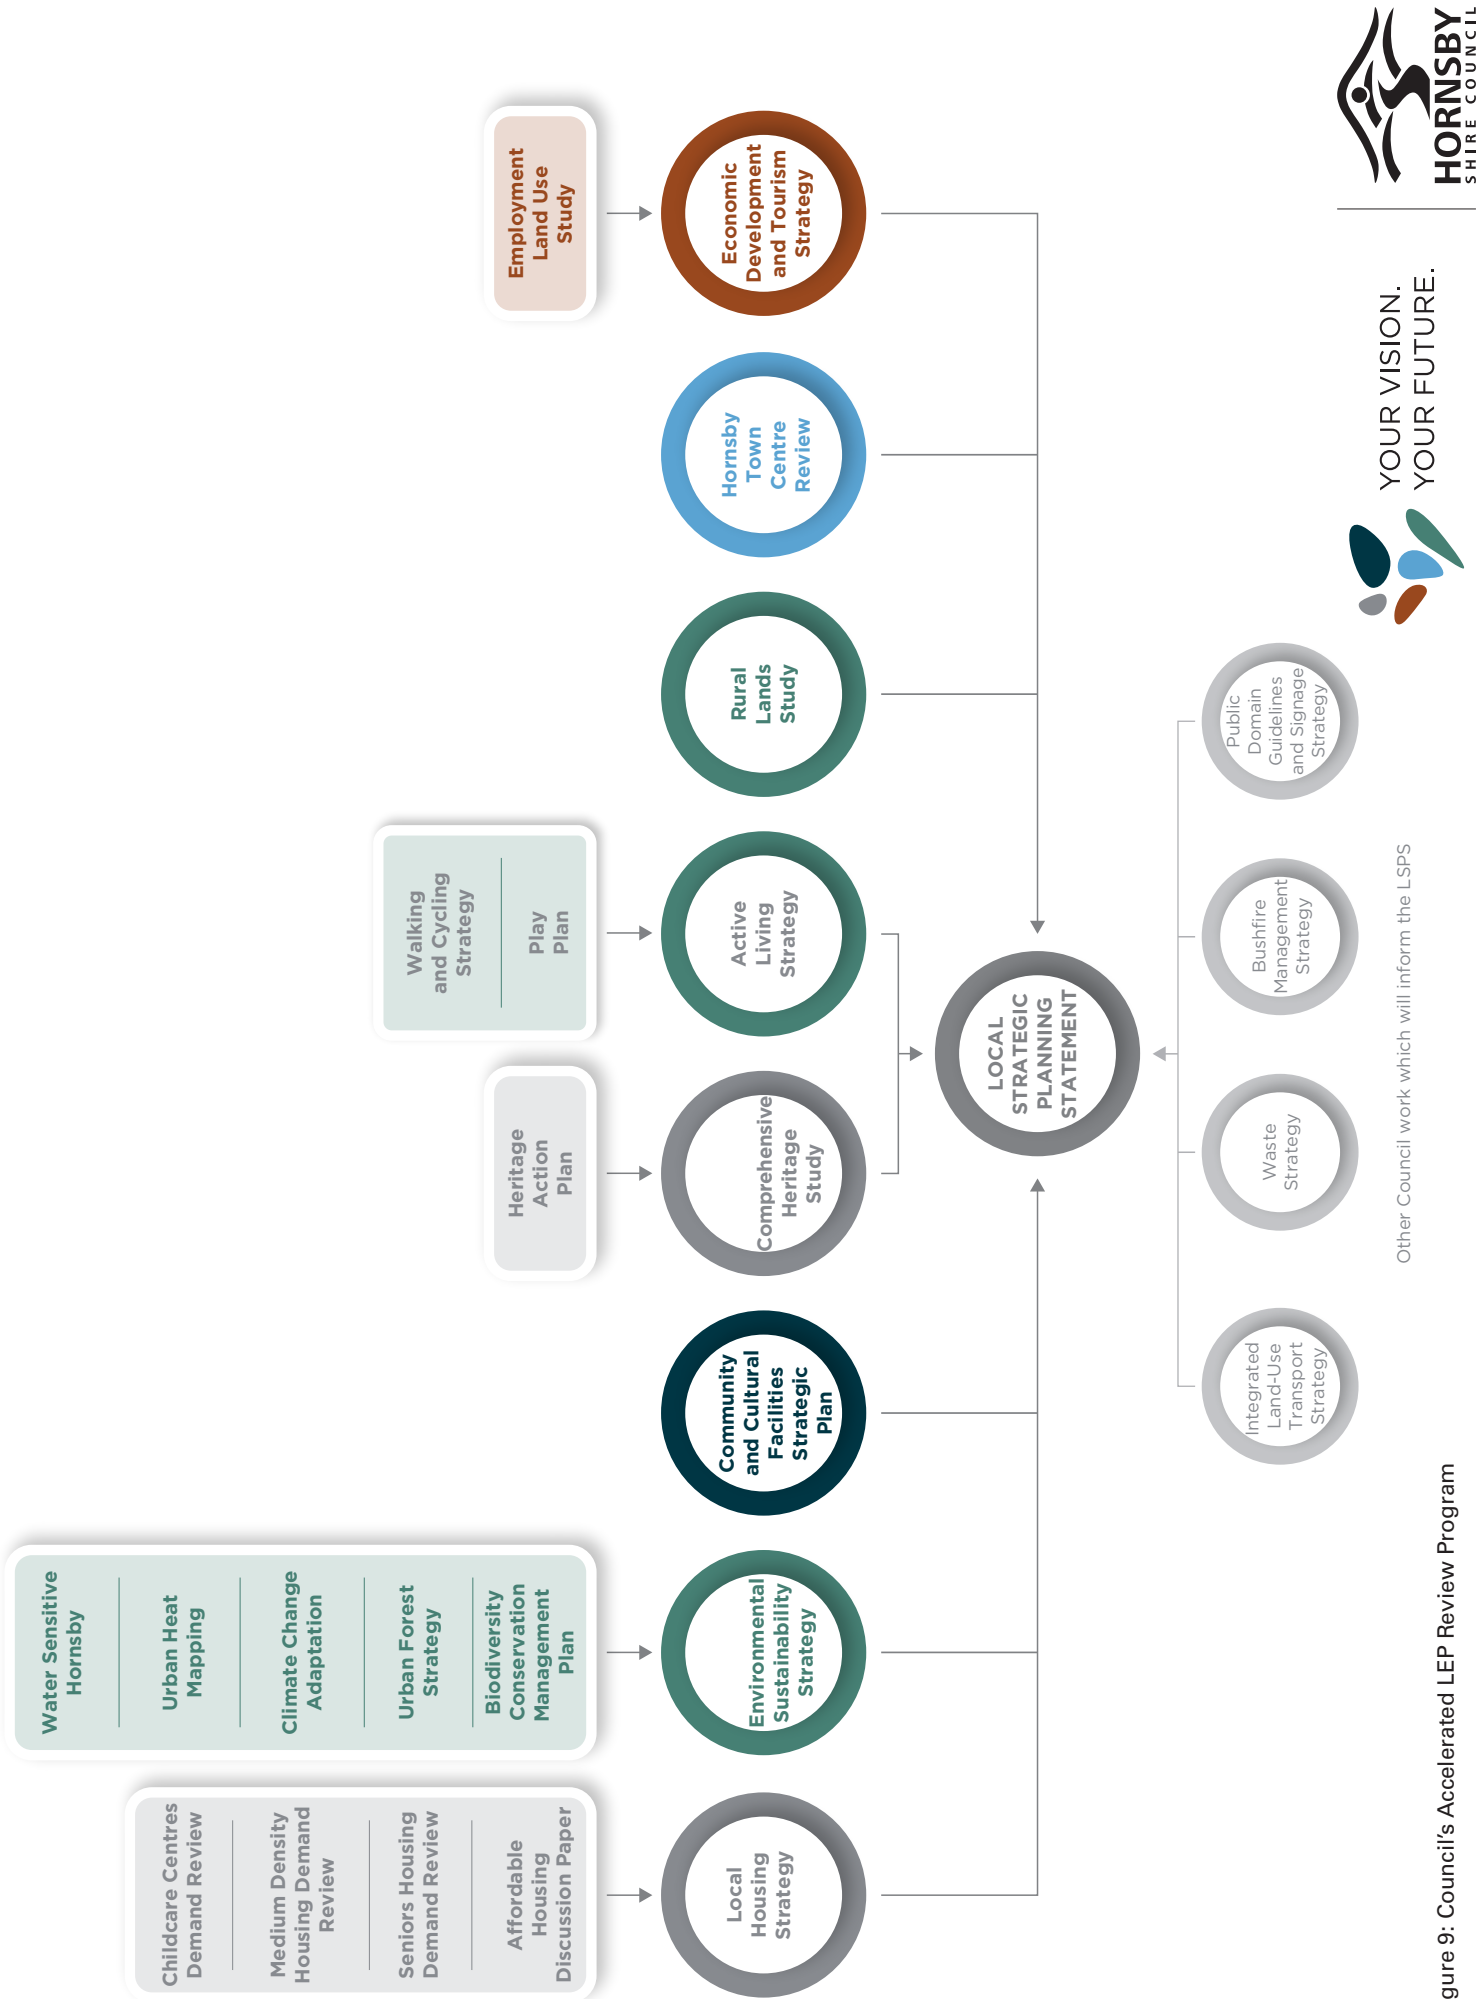 Childcare Centres
Demand Review
Medium Density
Housing Demand
Review
Seniors Housing
Demand Review
Affordable
Housing
Discussion Paper
Water Sensitive
Hornsby
Urban Heat
Mapping
Climate Change
Adaptation
Urban Forest
Strategy
Biodiversity
Conservation
Management
Plan
Heritage
Action
Plan
Walking
and Cycling
Strategy
Play
Plan
Employment
Land Use
Study
Local
Housing
Strategy
Environmental
Sustainability
Strategy
Community
and Cultural
Facilities
Strategic
Plan
Comprehensive
Heritage
Study
Active
Living
Strategy
Rural
Lands
Study
Hornsby
Town
Centre
Review
Economic
Development
and Tourism
Strategy
LOCAL
STRATEGIC
PLANNING
STATEMENT
Integrated
Land-Use
Transport
Strategy
Waste
Strategy
Bushfire
Management
Strategy
Public
Domain
Guidelines
and Signage
Strategy
Other Council work which will inform the LSPS
gure 9: Council's Accelerated LEP Review Program
YOUR VISION.
YOUR FUTURE.
HORNSBY
SHIRE COUNCIL